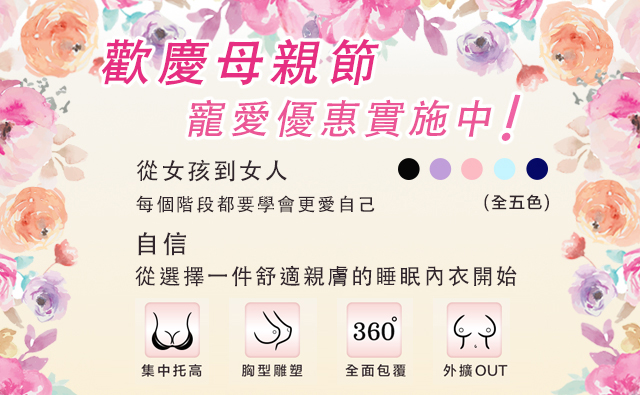 歡慶母親節
寵愛優惠實施中!
從女孩到女人
每個階段都要學會更愛自己
(全五色)
自信
從選擇一件舒適親膚的睡眠內衣開始
360°
集中托高
胸型雕塑
全面包覆
外擴OUT